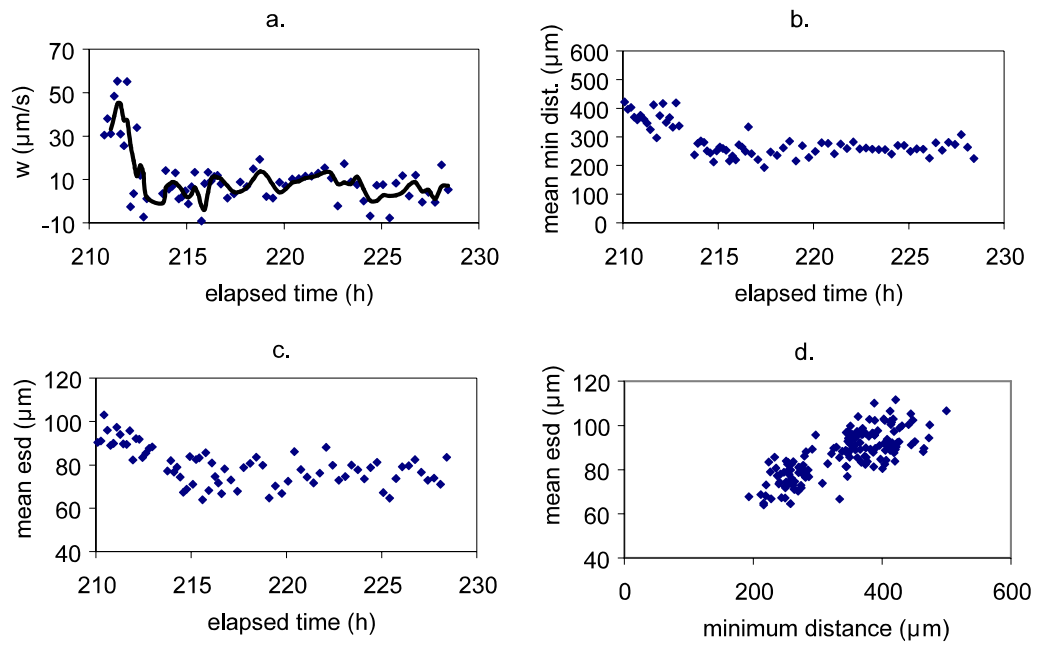 a.
70
50
30
10
-10
w (µm/s)
210 215 220 225 230
elapsed time (h)
b.
600
500
400
300
200
100
0
mean min dist. (µm)
210 215 220 225 230
elapsed time (h)
c.
120
100
80
60
40
mean esd (µm)
210 215 220 225 230
elapsed time (h)
d.
120
100
80
60
40
mean esd (µm)
0 200 400 600
minimum distance (µm)